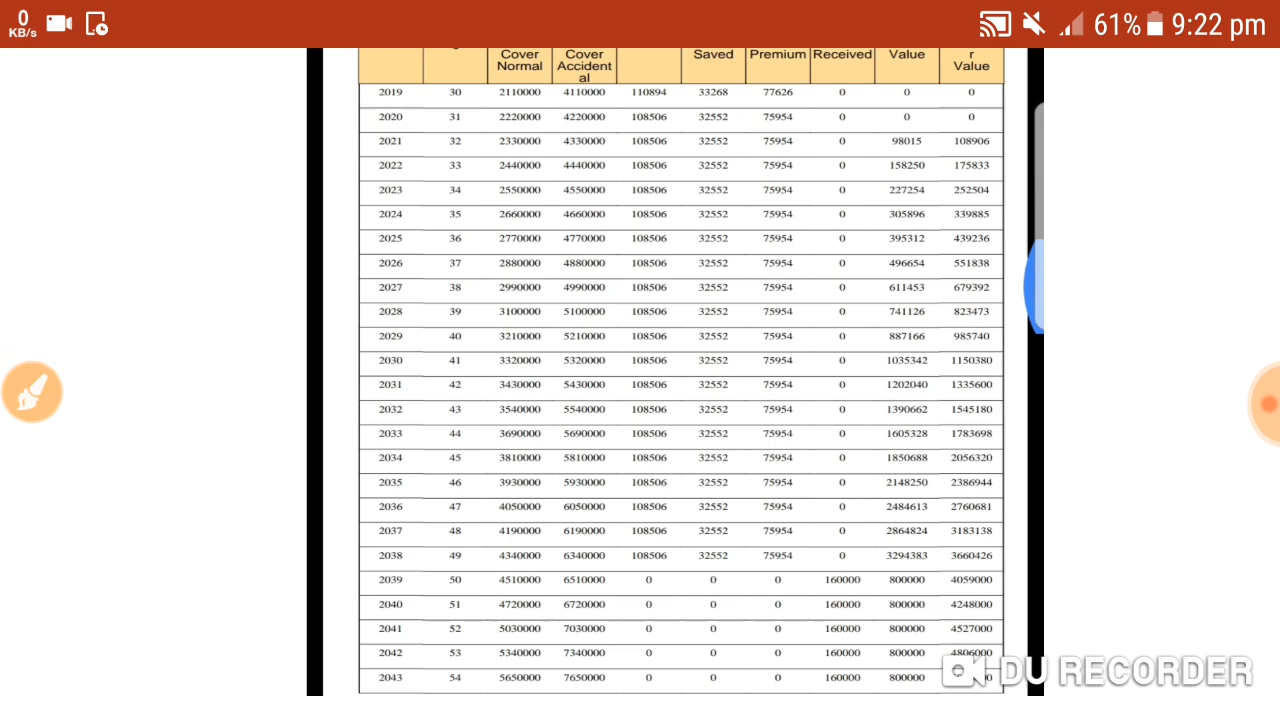 0 KB/s 61% 9:22 pm
Cover Normal Cover Accident al Saved Premium Received Value r Value
2019 30 2110000 4110000 110894 33268 77626 0 0 0
2020 31 2220000 4220000 108506 32552 75954 0 0 0
2021 32 2330000 4330000 108506 32552 75954 0 98015 108906
2022 33 2440000 4440000 108506 32552 75954 0 158250 175833
2023 34 2550000 4550000 108506 32552 75954 0 227254 252504
2024 35 2660000 4660000 108506 32552 75954 0 305896 339885
2025 36 2770000 4770000 108506 32552 75954 0 395312 439236
2026 37 2880000 4880000 108506 32552 75954 0 496654 551838
2027 38 2990000 4990000 108506 32552 75954 0 611453 679392
2028 39 3100000 5100000 108506 32552 75954 0 741126 823473
2029 40 3210000 5210000 108506 32552 75954 0 887166 985740
2030 41 3320000 5320000 108506 32552 75954 0 1035342 1150380
2031 42 3430000 5430000 108506 32552 75954 0 1202040 1335600
2032 43 3540000 5540000 108506 32552 75954 0 1390662 1545180
2033 44 3690000 5690000 108506 32552 75954 0 1605328 1783698
2034 45 3810000 5810000 108506 32552 75954 0 1850688 2056320
2035 46 3930000 5930000 108506 32552 75954 0 2148250 2386944
2036 47 4050000 6050000 108506 32552 75954 0 2484613 2760681
2037 48 4190000 6190000 108506 32552 75954 0 2864824 3183138
2038 49 4340000 6340000 108506 32552 75954 0 3294383 3660426
2039 50 4510000 6510000 0 0 0 160000 800000 4059000
2040 51 4720000 6720000 0 0 0 160000 800000 4248000
2041 52 5030000 7030000 0 0 0 160000 800000 4527000
2042 53 5340000 7340000 0 0 0 160000 800000 4806000
2043 54 5650000 7650000 0 0 0 160000 800000
DU RECORDER